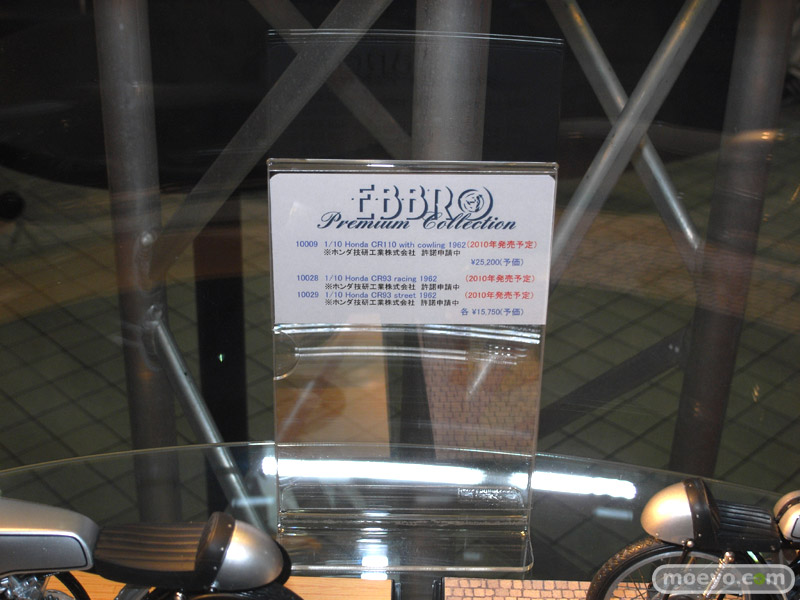 EBBRO
Premium Collection
10009 1/10 Honda CR110 with cowling 1962(2010年発売予定)
※ホンダ技研工業株式会社 許諾申請中
¥25,200(予価)
10028 1/10 Honda CR93 racing 1962 (2010年発売予定)
※ホンダ技研工業株式会社 許諾申請中
10029 1/10 Honda CR93 street 1962 (2010年発売予定)
※ホンダ技研工業株式会社 許諾申請中
各 ¥15,750(予価)
moeyo.com